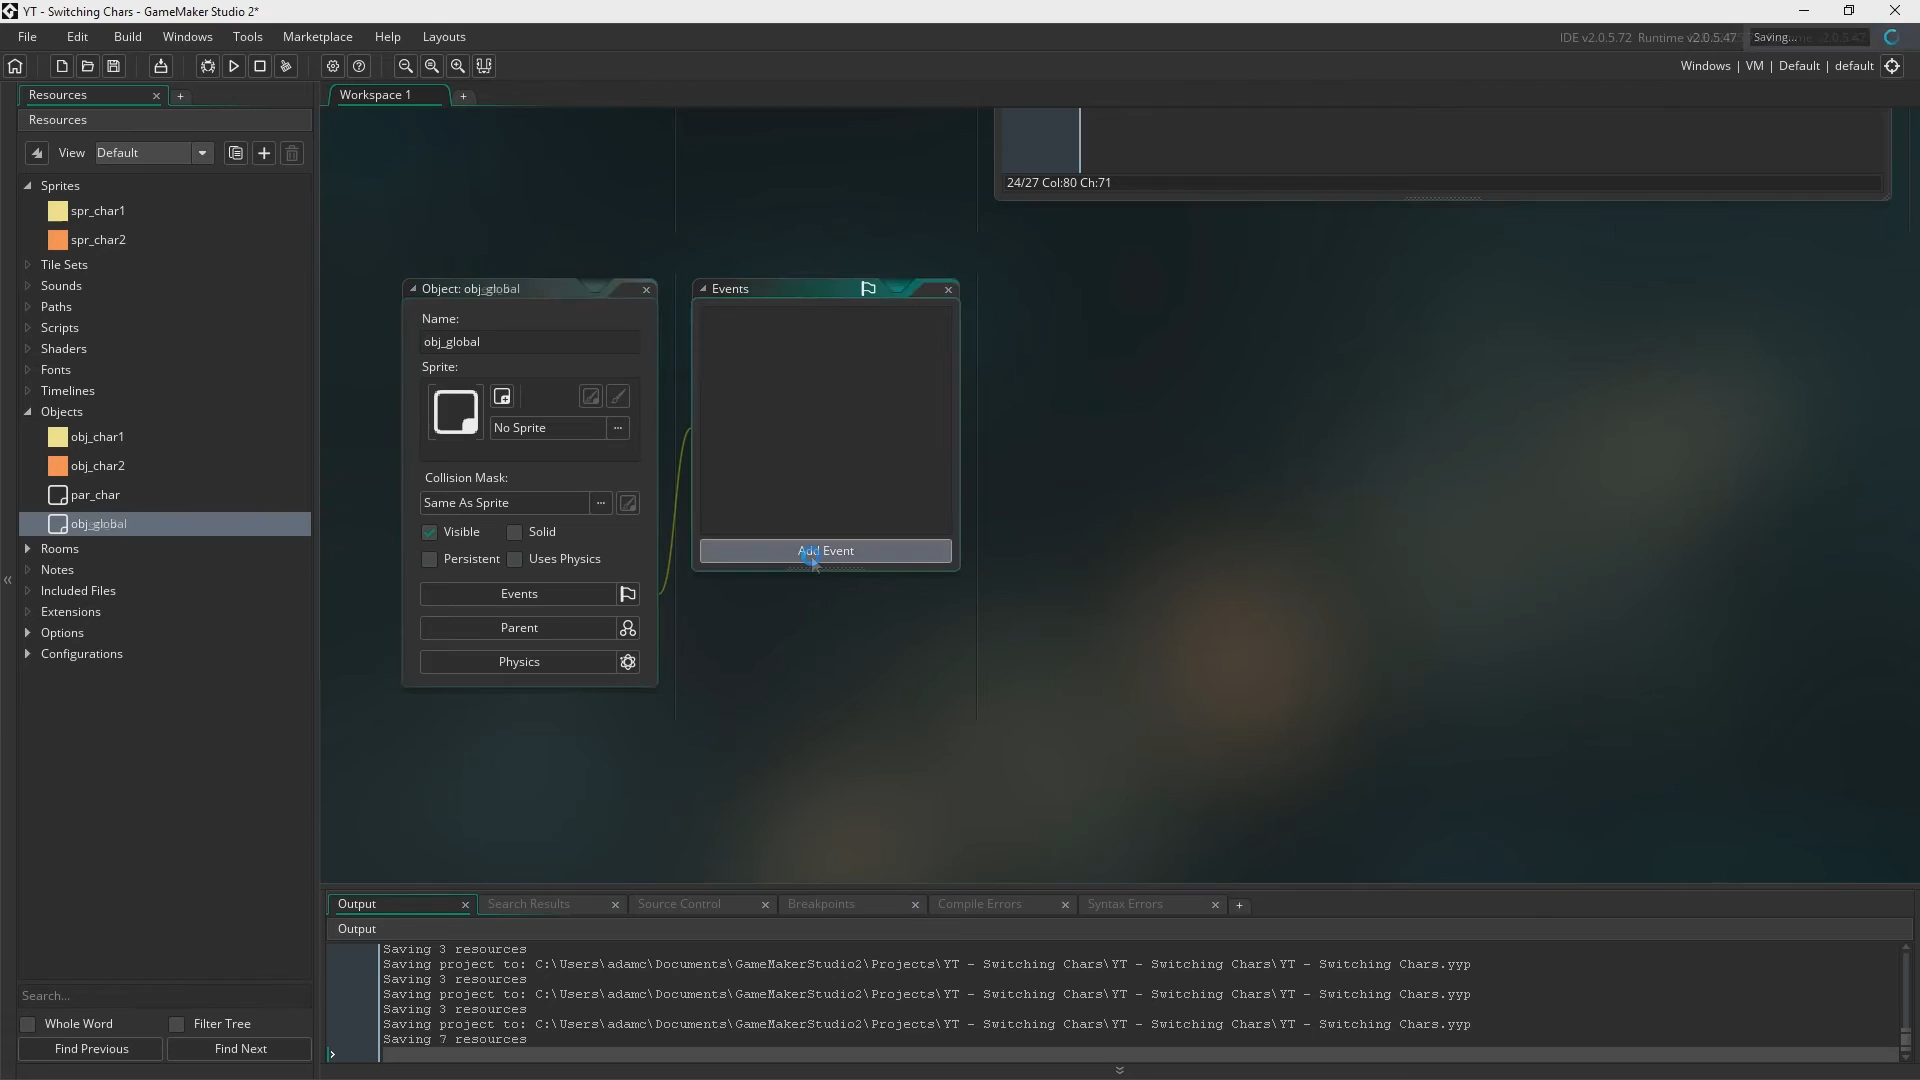 YT - Switching Chars - GameMaker Studio 2*
File Edit Build Windows Tools Marketplace Help Layouts
IDE v2.0.5.72 Runtime v2.0.5.47 Saving...
Windows | VM | Default | default
Resources
Workspace 1
Resources
View Default
Sprites
spr_char1
spr_char2
Tile Sets
Sounds
Paths
Scripts
Shaders
Fonts
Timelines
Objects
obj_char1
obj_char2
par_char
obj_global
Rooms
Notes
Included Files
Extensions
Options
Configurations
Search...
Whole Word Filter Tree
Find Previous Find Next
24/27 Col:80 Ch:71
Object: obj_global
Name:
obj_global
Sprite:
No Sprite
Collision Mask:
Same As Sprite
Visible Solid
Persistent Uses Physics
Events
Parent
Physics
Events
Add Event
Output Search Results Source Control Breakpoints Compile Errors Syntax Errors
Output
Saving 3 resources
Saving project to: C:\Users\adamc\Documents\GameMakerStudio2\Projects\YT - Switching Chars\YT - Switching Chars\YT - Switching Chars.yyp
Saving 3 resources
Saving project to: C:\Users\adamc\Documents\GameMakerStudio2\Projects\YT - Switching Chars\YT - Switching Chars\YT - Switching Chars.yyp
Saving 3 resources
Saving project to: C:\Users\adamc\Documents\GameMakerStudio2\Projects\YT - Switching Chars\YT - Switching Chars\YT - Switching Chars.yyp
Saving 7 resources